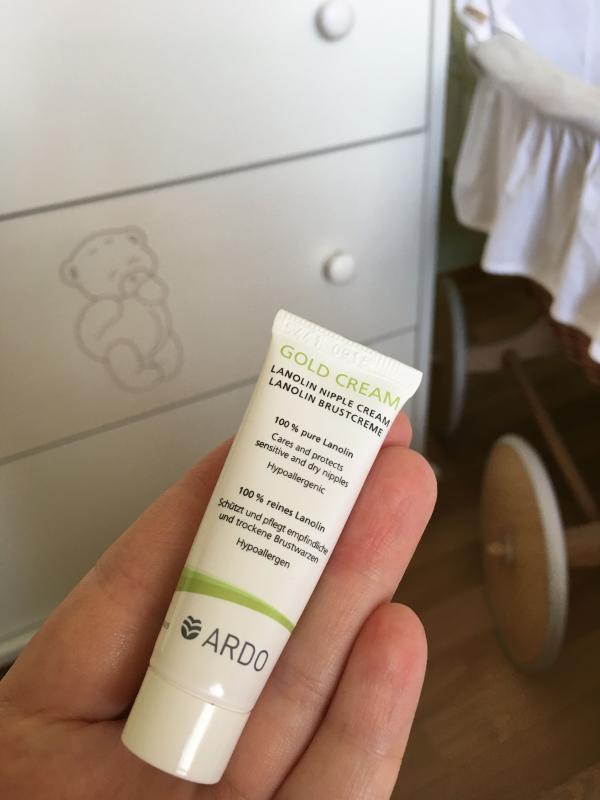 GOLD CREAM
LANOLIN NIPPLE CREAM
LANOLIN BRUSTCREME
100 % pure Lanolin
Cares and protects
sensitive and dry nipples
Hypoallergenic
100 % reines Lanolin
Schützt und pflegt empfindliche
und trockene Brustwarzen
Hypoallergen
ARDO